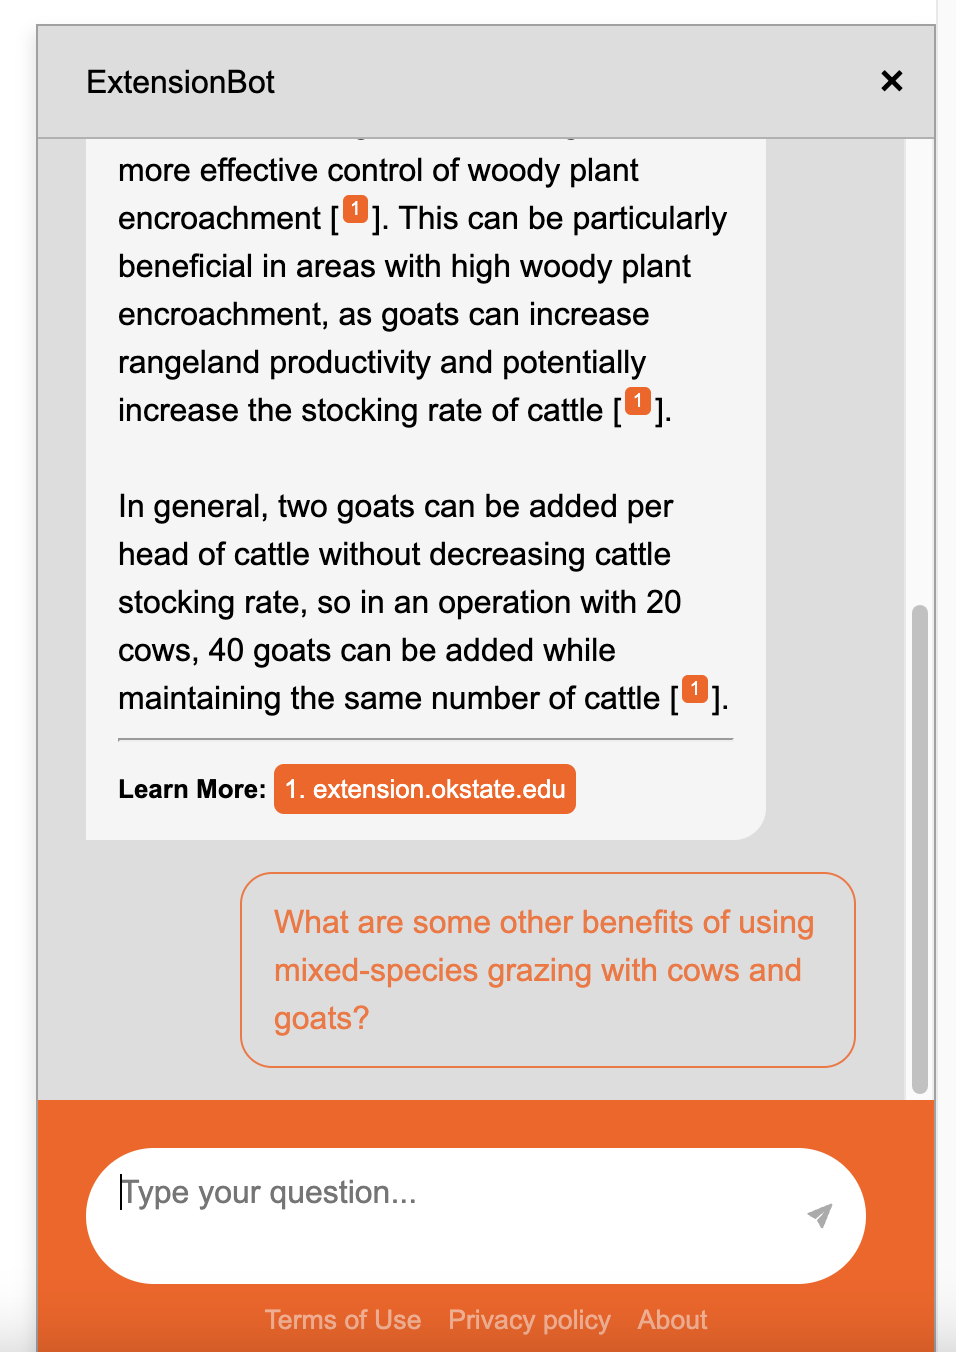 ExtensionBot
more effective control of woody plant
encroachment [1]. This can be particularly
beneficial in areas with high woody plant
encroachment, as goats can increase
rangeland productivity and potentially
increase the stocking rate of cattle [1].
In general, two goats can be added per
head of cattle without decreasing cattle
stocking rate, so in an operation with 20
cows, 40 goats can be added while
maintaining the same number of cattle [1].
Learn More: 1. extension.okstate.edu
What are some other benefits of using
mixed-species grazing with cows and
goats?
Type your question...
Terms of Use Privacy policy About